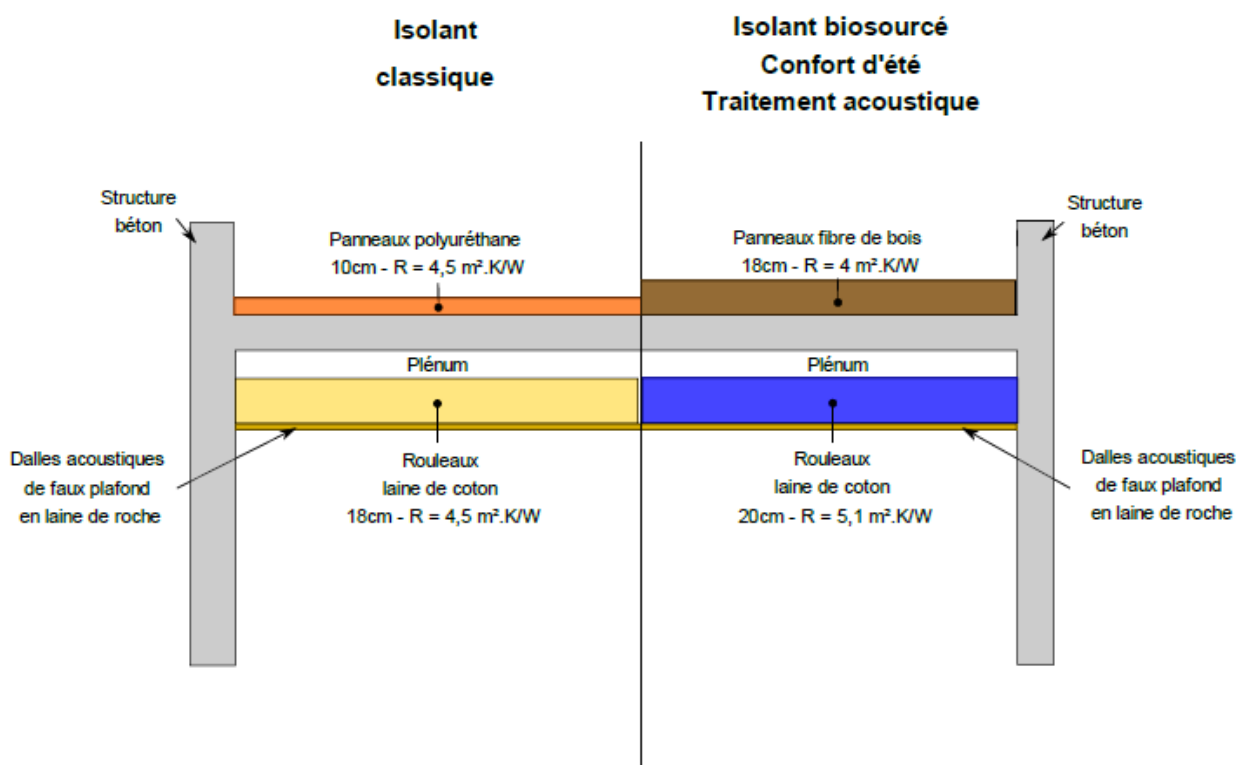 Isolant
classique
Isolant biosourcé
Confort d'été
Traitement acoustique
Structure
béton
Panneaux polyuréthane
10cm - R = 4,5 m².K/W
Panneaux fibre de bois
18cm - R = 4 m².K/W
Structure
béton
Plénum
Plénum
Dalles acoustiques
de faux plafond
en laine de roche
Rouleaux
laine de coton
18cm - R = 4,5 m².K/W
Rouleaux
laine de coton
20cm - R = 5,1 m².K/W
Dalles acoustiques
de faux plafond
en laine de roche